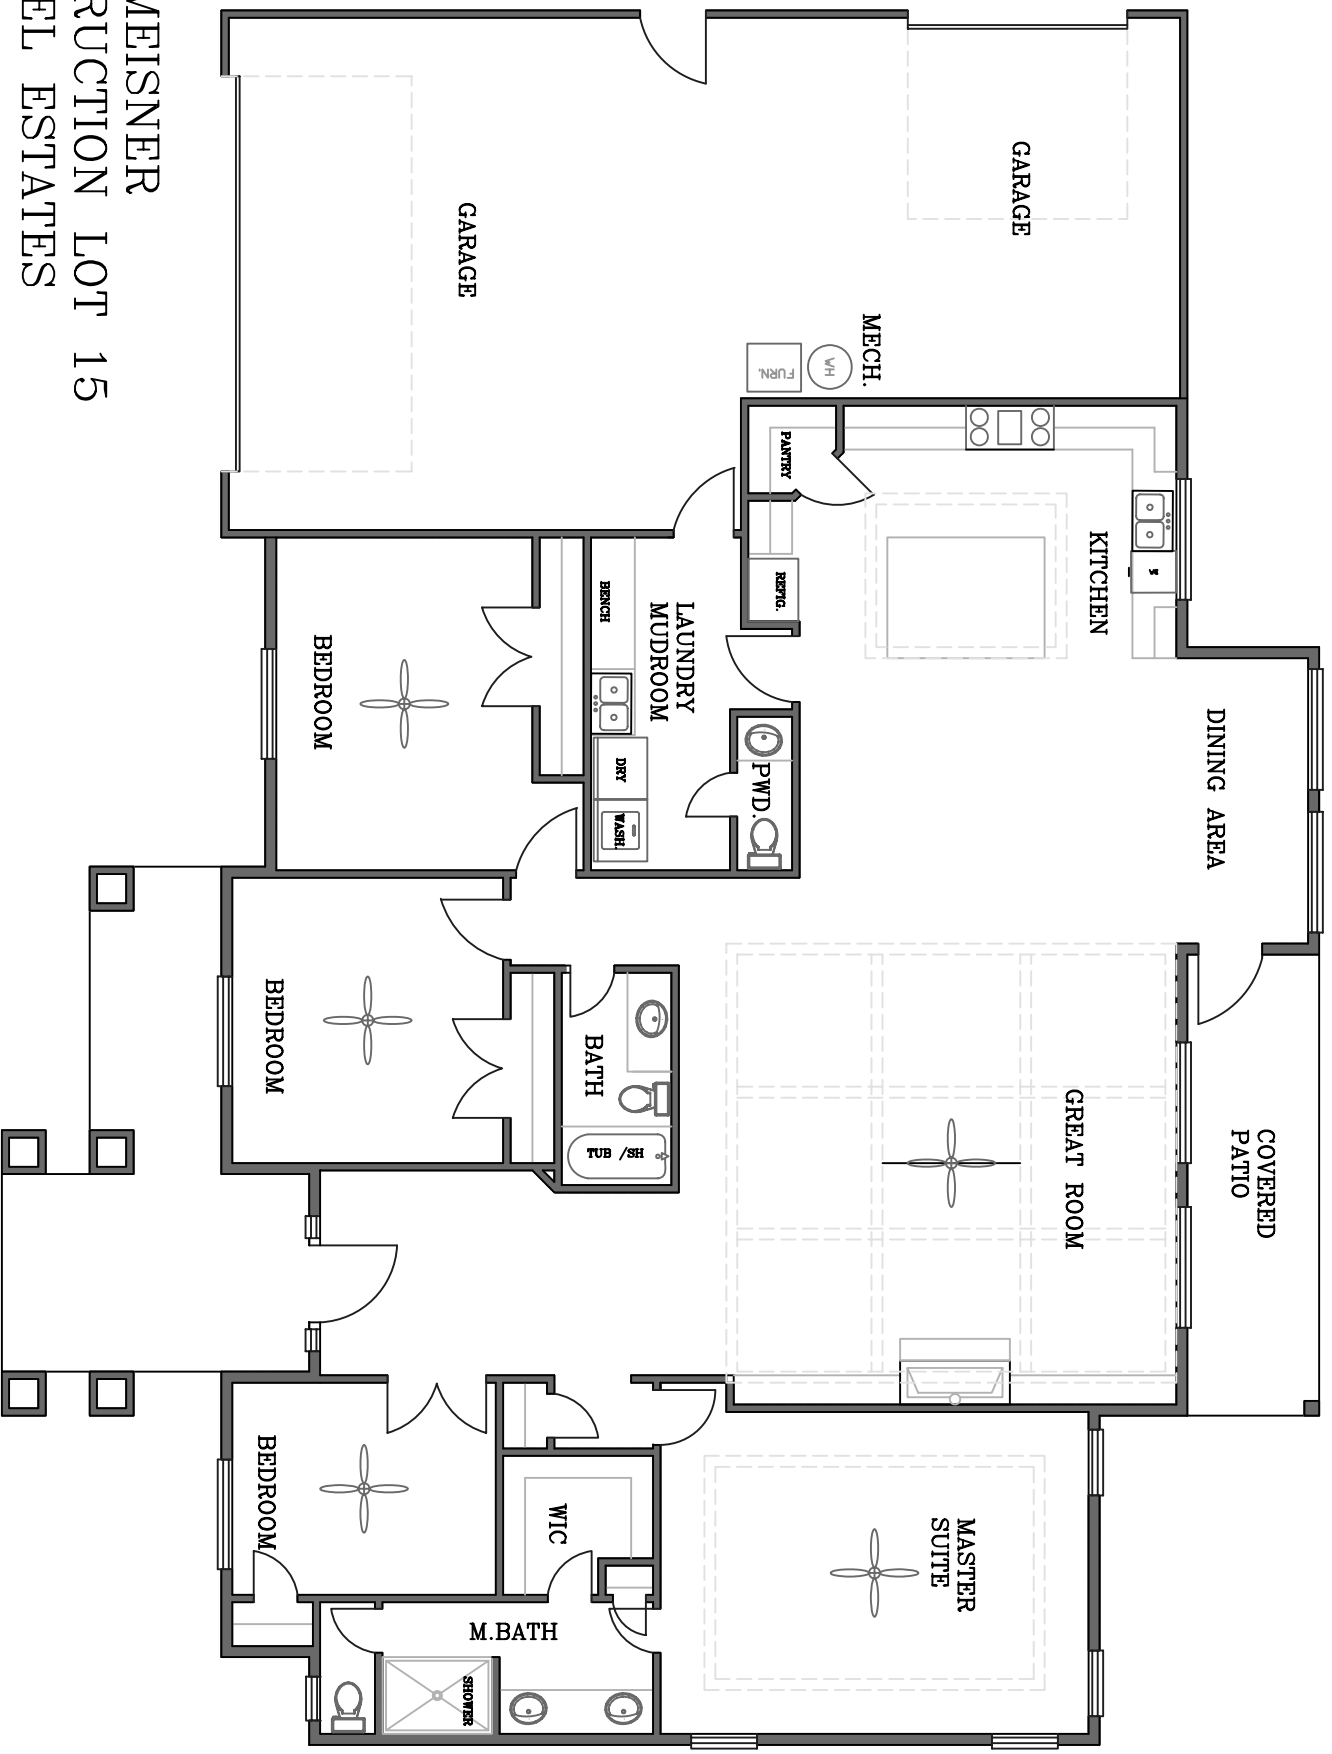 COVERED
PATIO
DINING AREA
KITCHEN
GREAT ROOM
GARAGE
MASTER
SUITE
MECH.
WH
FURN.
PANTRY
REFIG.
PWD.
LAUNDRY
MUDROOM
BENCH
DRY
WASH.
BATH
TUB /SH
WIC
M.BATH
SHOWER
GARAGE
BEDROOM
BEDROOM
BEDROOM
MEISNER
RUCTION LOT 15
EL ESTATES